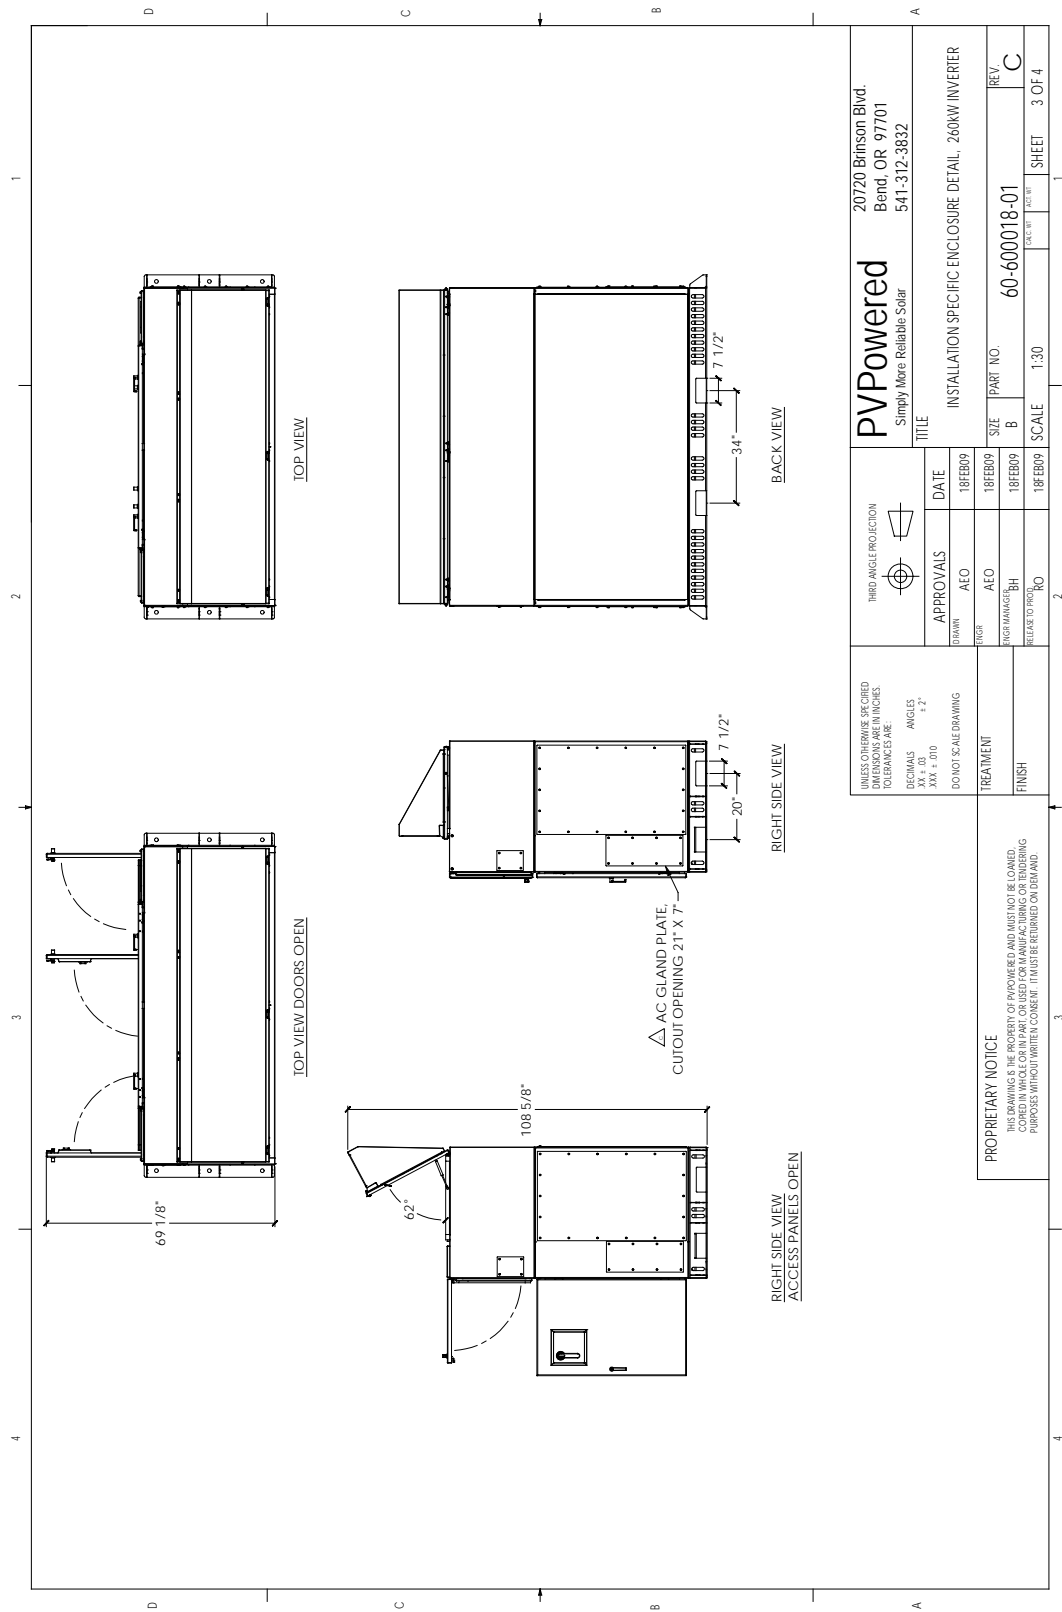 4
3
2
1
D
C
B
A
69 1/8"
TOP VIEW DOORS OPEN
TOP VIEW
62°
108 5/8"
RIGHT SIDE VIEW
ACCESS PANELS OPEN
AC GLAND PLATE,
CUTOUT OPENING 21" X 7"
20"
7 1/2"
RIGHT SIDE VIEW
34"
7 1/2"
BACK VIEW
PROPRIETARY NOTICE
THIS DRAWING IS THE PROPERTY OF PVPOWERED AND MUST NOT BE LOANED,
COPIED IN WHOLE OR IN PART, OR USED FOR MANUFACTURING OR TENDERING
PURPOSES WITHOUT WRITTEN CONSENT. IT MUST BE RETURNED ON DEMAND.
UNLESS OTHERWISE SPECIFIED
DIMENSIONS ARE IN INCHES.
TOLERANCES ARE:
DECIMALS ANGLES
.XX ± .03 ± 2°
.XXX ± .010
DO NOT SCALE DRAWING
TREATMENT
FINISH
THIRD ANGLE PROJECTION
APPROVALS DATE
DRAWN AEO 18FEB09
ENGR AEO 18FEB09
ENGR MANAGER BH 18FEB09
RELEASE TO PROD RO 18FEB09
PVPowered
Simply More Reliable Solar
20720 Brinson Blvd.
Bend, OR 97701
541-312-3832
TITLE
INSTALLATION SPECIFIC ENCLOSURE DETAIL, 260kW INVERTER
SIZE B
PART NO. 60-600018-01
REV. C
SCALE 1:30
CALC WT
ACT. WT
SHEET 3 OF 4
D
C
B
A
4
3
2
1